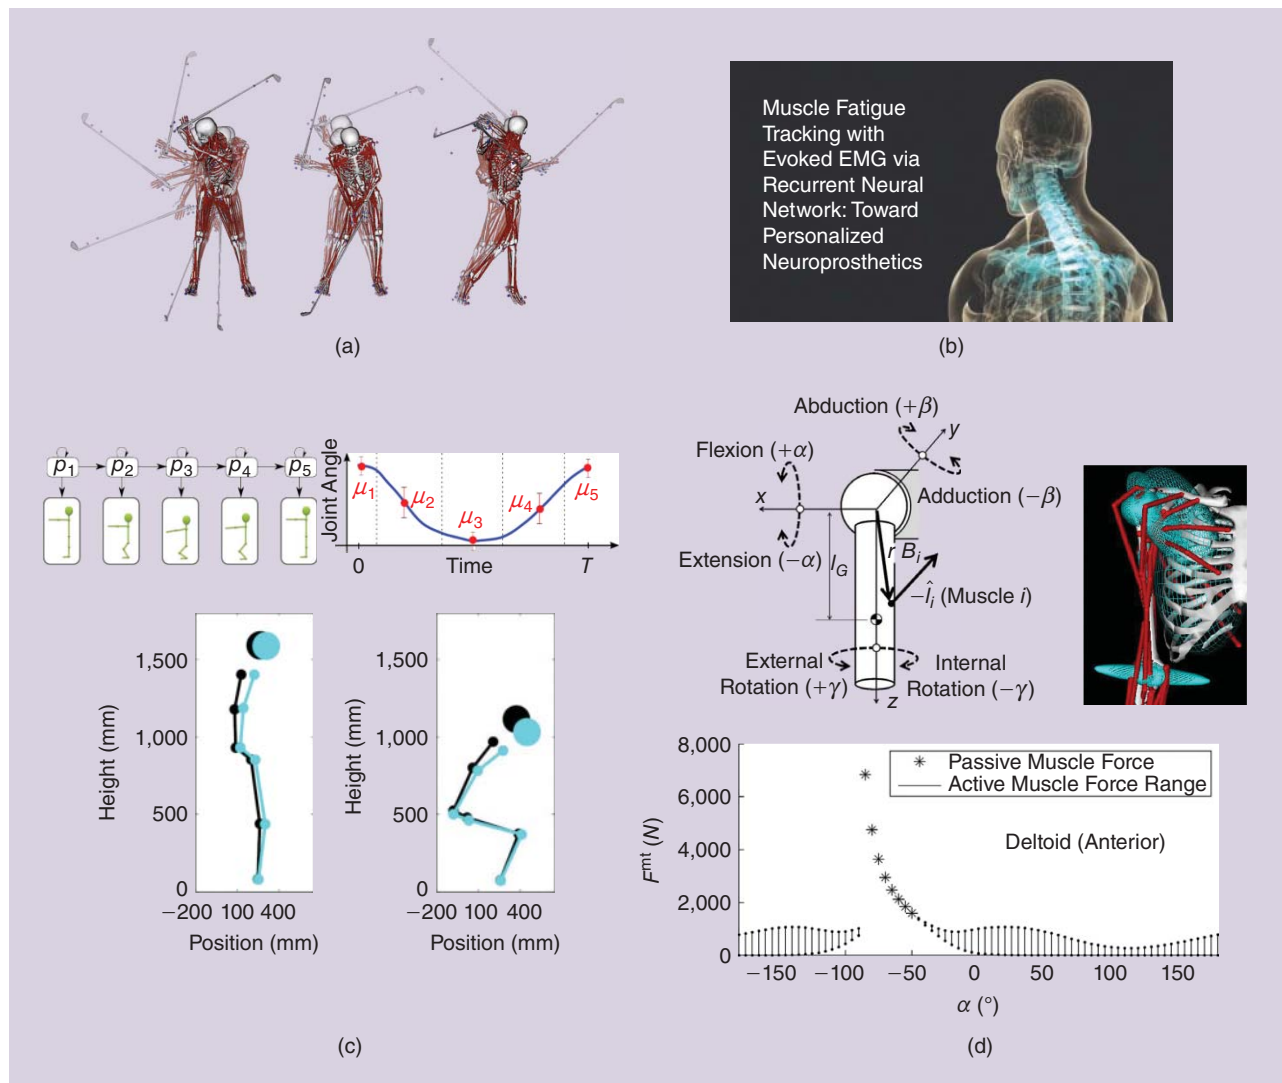 (a)
Muscle Fatigue
Tracking with
Evoked EMG via
Recurrent Neural
Network: Toward
Personalized
Neuroprosthetics
(b)
p1 p2 p3 p4 p5
Joint Angle
μ1
μ2
μ3
μ4
μ5
0 Time T
Height (mm)
1,500
1,000
500
0
−200 100 400
Position (mm)
Height (mm)
1,500
1,000
500
0
−200 100 400
Position (mm)
(c)
Abduction (+β)
y
Flexion (+α)
x
Adduction (−β)
Extension (−α)
lG
r Bi
−l̂i (Muscle i)
External
Rotation (+γ)
Internal
Rotation (−γ)
z
8,000
6,000
4,000
2,000
0
Fmt (N)
Passive Muscle Force
Active Muscle Force Range
Deltoid (Anterior)
−150 −100 −50 0 50 100 150
α (°)
(d)